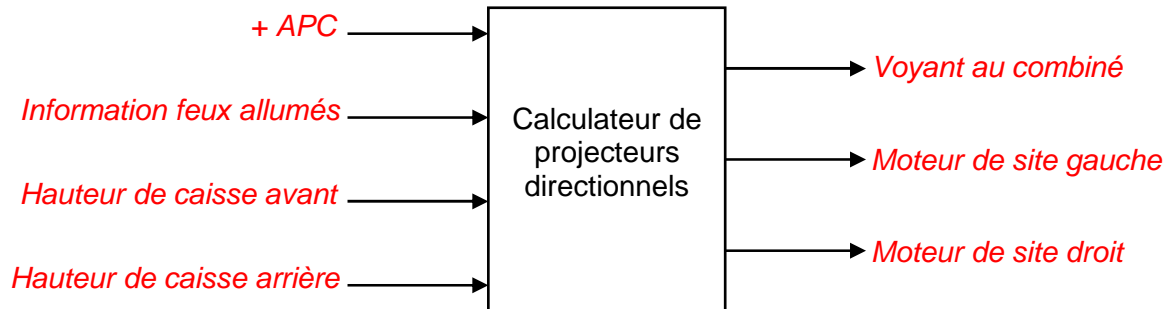 + APC
Information feux allumés
Hauteur de caisse avant
Hauteur de caisse arrière
Calculateur de
projecteurs
directionnels
Voyant au combiné
Moteur de site gauche
Moteur de site droit